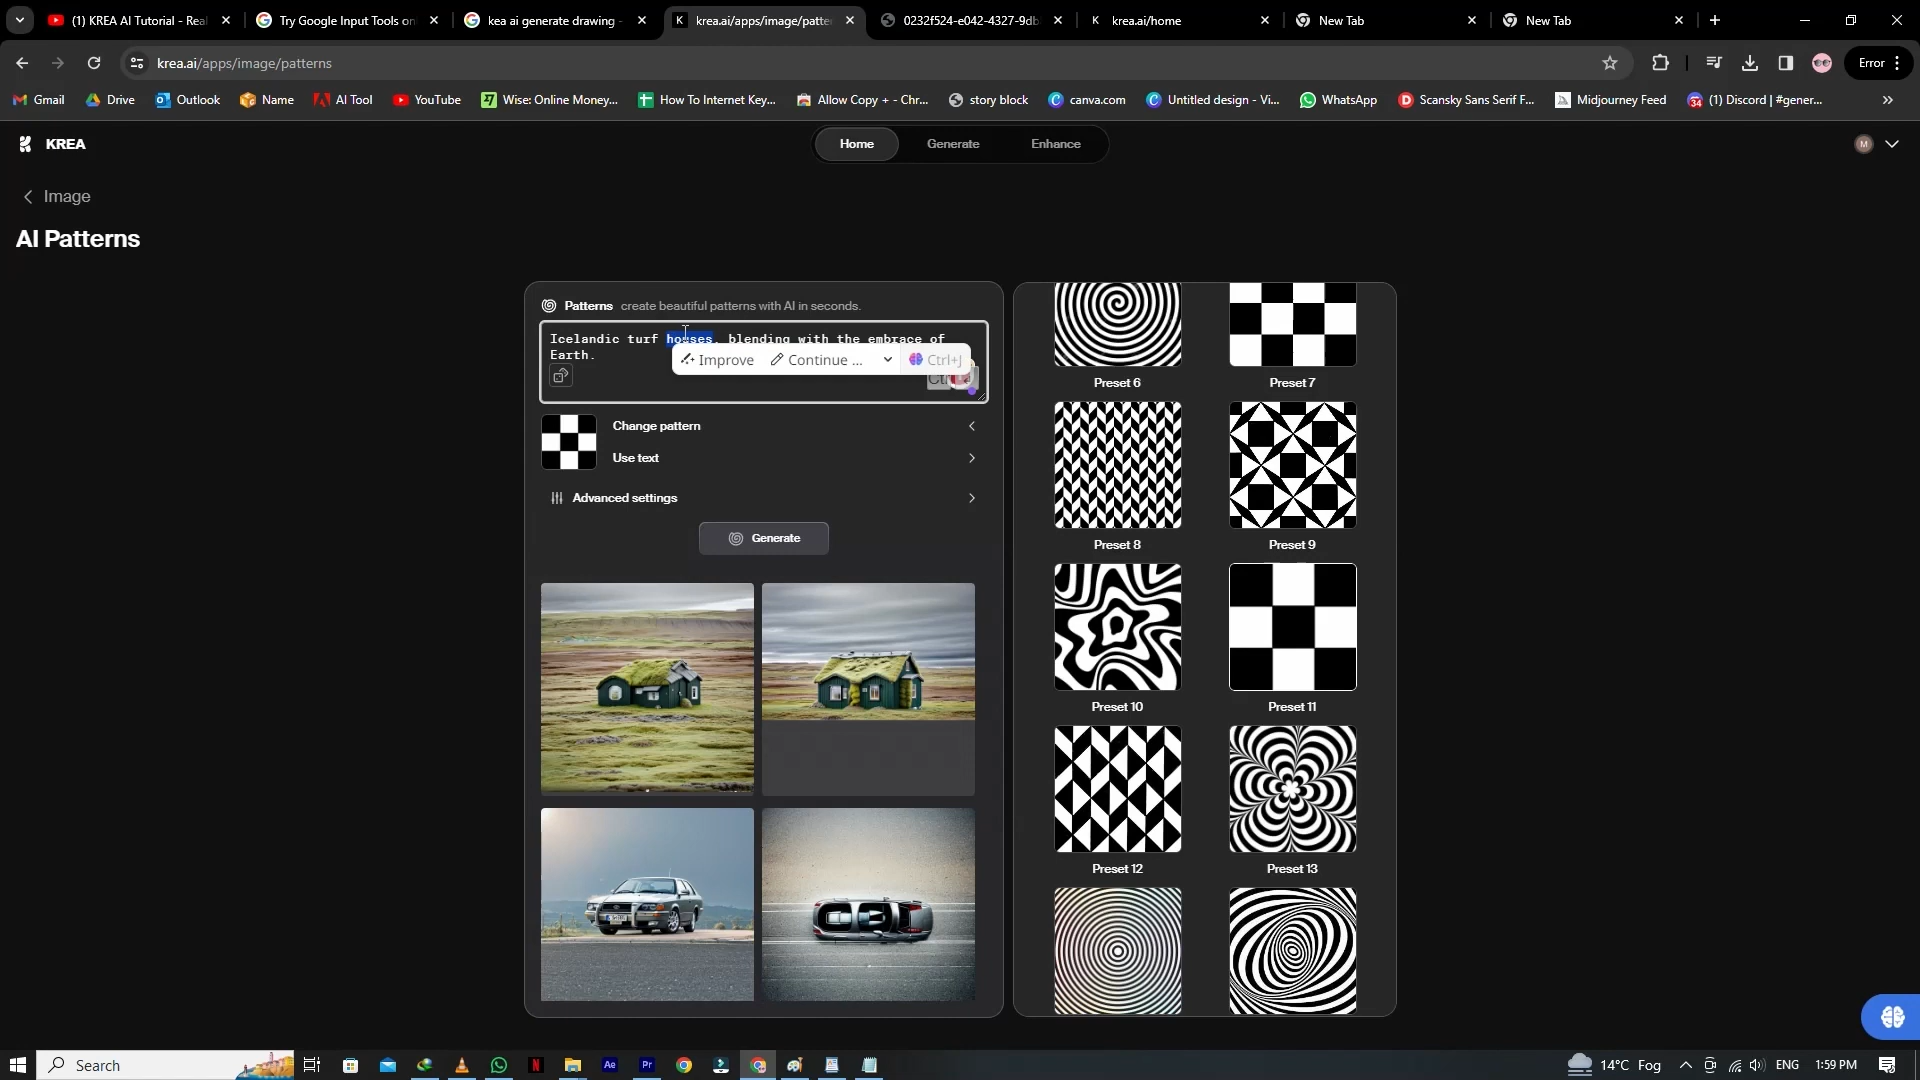 (1) KREA AI Tutorial - Rea
Try Google Input Tools on
kea ai generate drawing -
krea.ai/apps/image/patte
0232f524-e042-4327-9db
krea.ai/home
New Tab
New Tab
krea.ai/apps/image/patterns
Error
Gmail
Drive
Outlook
Name
AI Tool
YouTube
Wise: Online Money...
How To Internet Key...
Allow Copy + - Chr...
story block
canva.com
Untitled design - Vi...
WhatsApp
Scansky Sans Serif F...
Midjourney Feed
(1) Discord | #gener...
KREA
Home
Generate
Enhance
M
Image
AI Patterns
Patterns create beautiful patterns with AI in seconds.
Icelandic turf houses, blending with the embrace of
Earth.
Improve
Continue ...
Ctrl+J
Change pattern
Use text
Advanced settings
Generate
Preset 6
Preset 7
Preset 8
Preset 9
Preset 10
Preset 11
Preset 12
Preset 13
Search
14°C Fog
ENG
1:59 PM